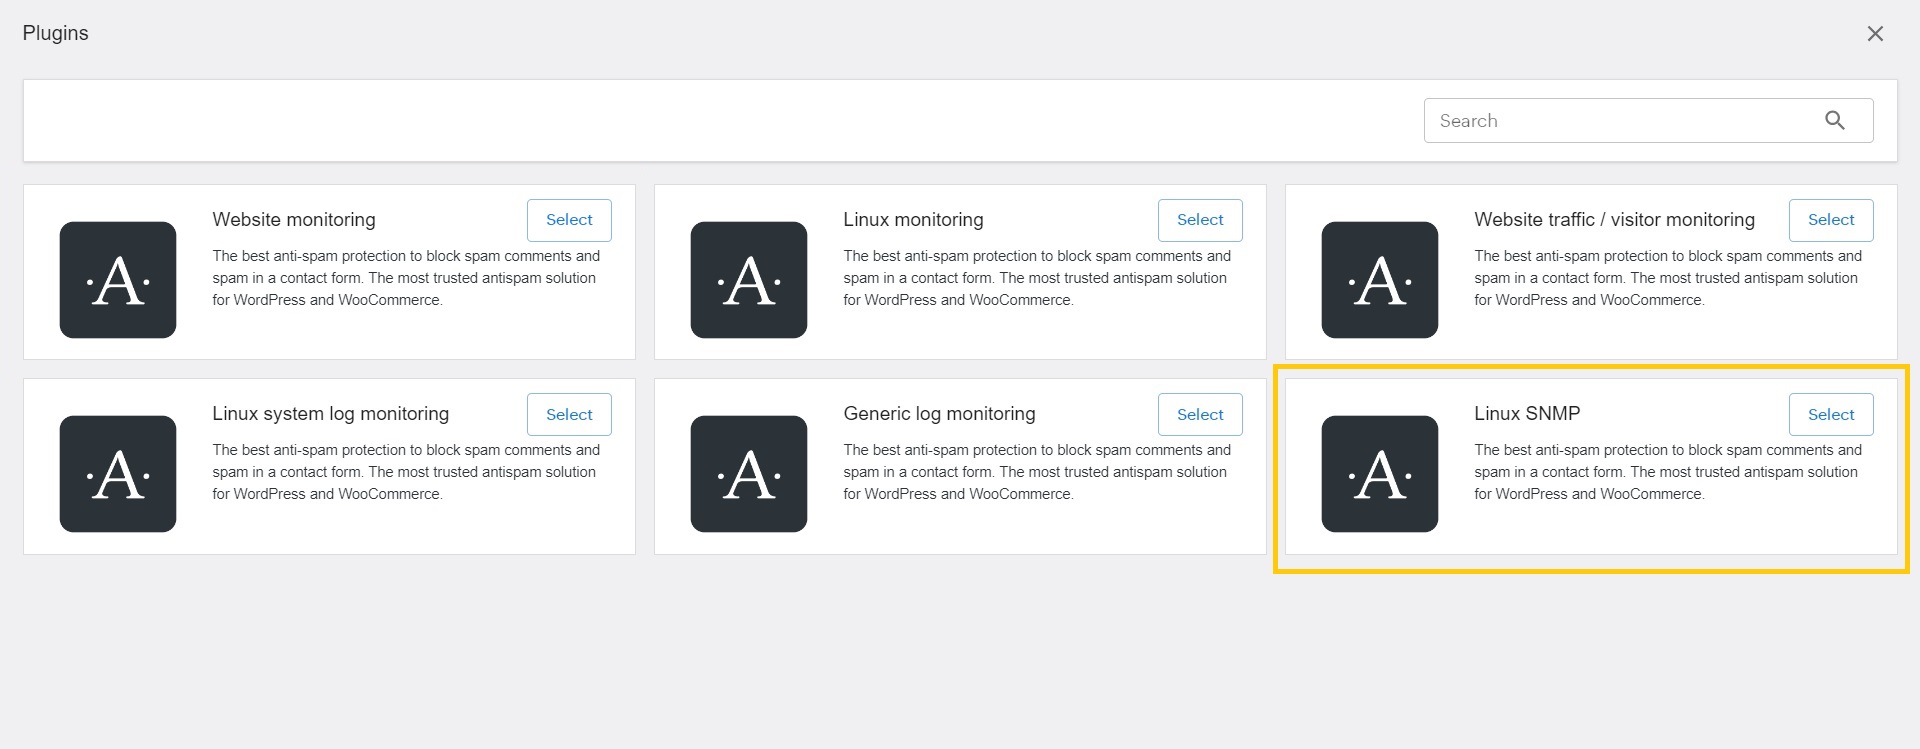 Plugins
Search
Website monitoring
Select
The best anti-spam protection to block spam comments and
spam in a contact form. The most trusted antispam solution
for WordPress and WooCommerce.
·A·
Linux monitoring
Select
The best anti-spam protection to block spam comments and
spam in a contact form. The most trusted antispam solution
for WordPress and WooCommerce.
·A·
Website traffic / visitor monitoring
Select
The best anti-spam protection to block spam comments and
spam in a contact form. The most trusted antispam solution
for WordPress and WooCommerce.
·A·
Linux system log monitoring
Select
The best anti-spam protection to block spam comments and
spam in a contact form. The most trusted antispam solution
for WordPress and WooCommerce.
·A·
Generic log monitoring
Select
The best anti-spam protection to block spam comments and
spam in a contact form. The most trusted antispam solution
for WordPress and WooCommerce.
·A·
Linux SNMP
Select
The best anti-spam protection to block spam comments and
spam in a contact form. The most trusted antispam solution
for WordPress and WooCommerce.
·A·